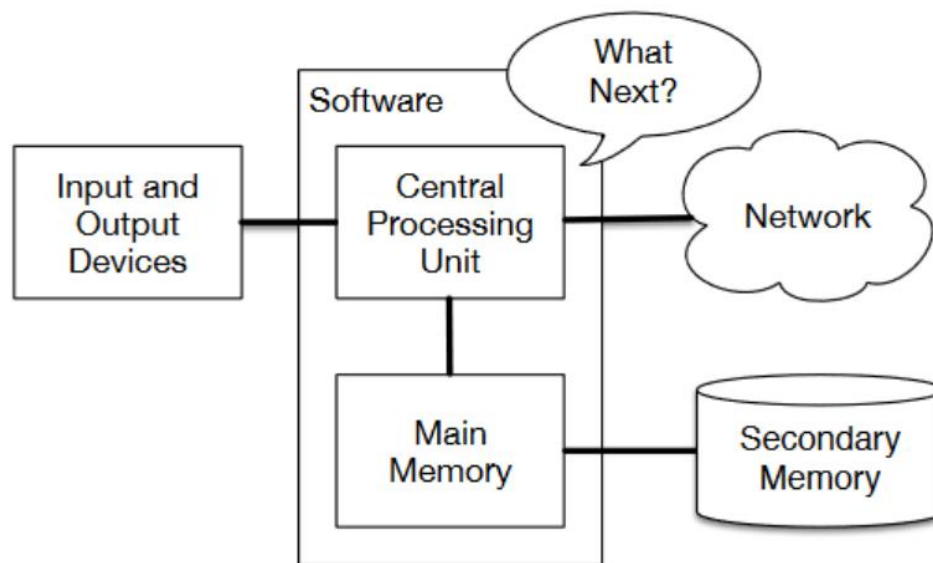 What
Next?
Software
Input and
Output
Devices
Central
Processing
Unit
Network
Main
Memory
Secondary
Memory